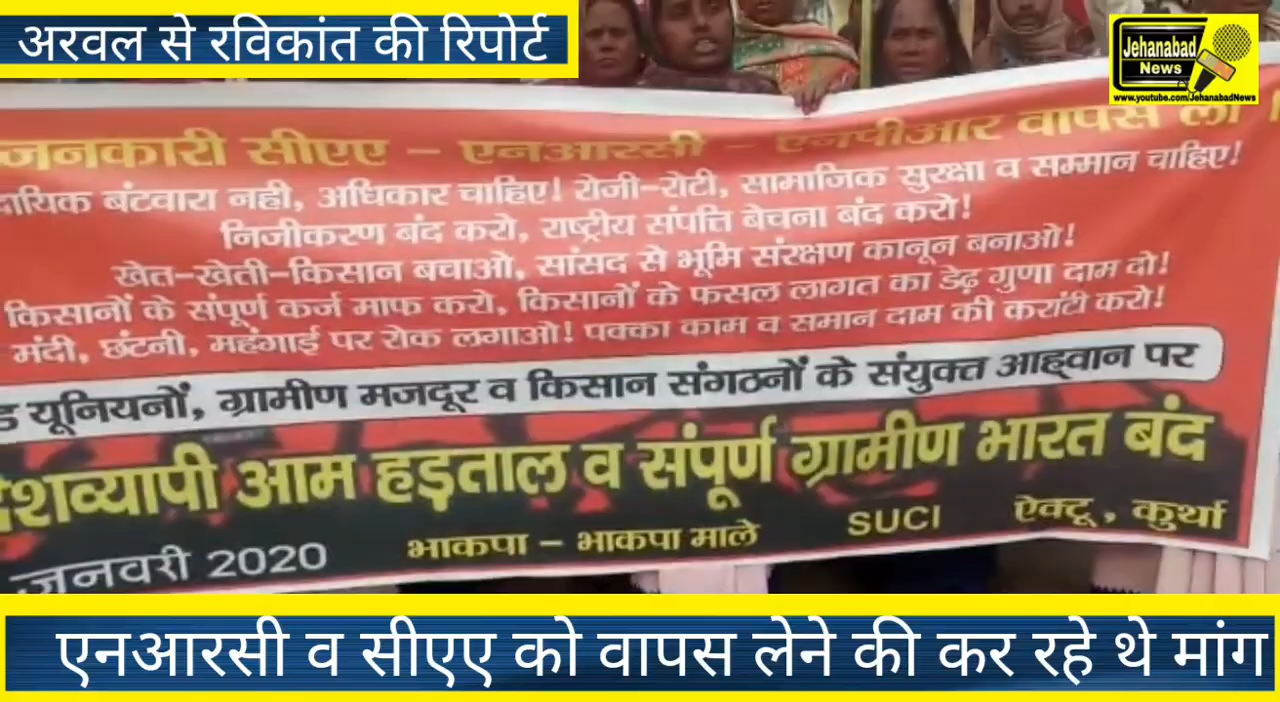 अरवल से रविकांत की रिपोर्ट
Jehanabad
News
www.youtube.com/JehanabadNews
जनकारी सीएए - एनआरसी - एनपीआर वापस लो
बंटवारा नही, अधिकार चाहिए! रोजी-रोटी, सामाजिक सुरक्षा व सम्मान चाहिए!
निजीकरण बंद करो, राष्ट्रीय संपत्ति बेचना बंद करो!
खेत-खेती-किसान बचाओ, सांसद से भूमि संरक्षण कानून बनाओ!
किसानों के संपूर्ण कर्ज माफ करो, किसानों के फसल लागत का डेढ़ गुणा दाम दो!
मंदी, छंटनी, महंगाई पर रोक लगाओ! पक्का काम व समान दाम की करांटी करो!
यूनियनों, ग्रामीण मजदूर व किसान संगठनों के संयुक्त आह्वान पर
शव्यापी आम हड़ताल व संपूर्ण ग्रामीण भारत बंद
जनवरी 2020 भाकपा - भाकपा माले SUCI ऐक्टू, कुर्था
एनआरसी व सीएए को वापस लेने की कर रहे थे मांग